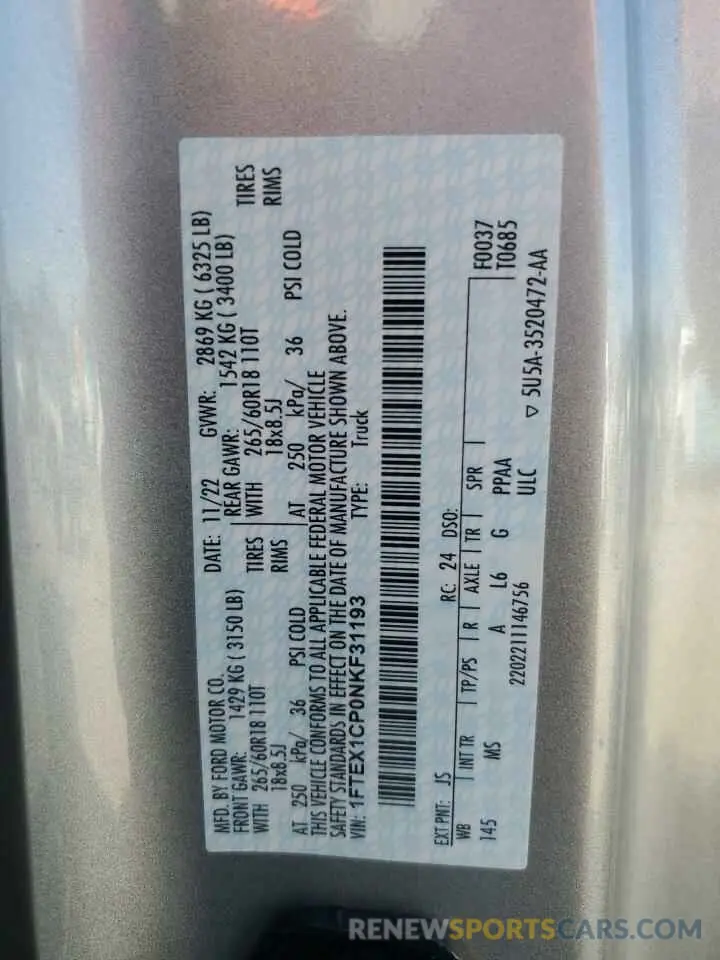 MFD. BY FORD MOTOR CO.
DATE: 11/22 GVWR: 2869 KG ( 6325 LB)
FRONT GAWR: 1429 KG ( 3150 LB)
REAR GAWR: 1542 KG ( 3400 LB)
WITH 265/60R18 110T TIRES
WITH 265/60R18 110T TIRES
18x8.5J RIMS
18x8.5J RIMS
AT 250 kPa/ 36 PSI COLD
AT 250 kPa/ 36 PSI COLD
THIS VEHICLE CONFORMS TO ALL APPLICABLE FEDERAL MOTOR VEHICLE
SAFETY STANDARDS IN EFFECT ON THE DATE OF MANUFACTURE SHOWN ABOVE.
VIN: 1FTEX1CP0NKF31193 TYPE: Truck
EXT PNT: JS RC: 24 DSO:
WB INT TR TP/PS R AXLE TR SPR
F0037
T0685
145 MS A L6 G PPAA
2202211146756 ULC
▽ 5U5A-3520472-AA
RENEWSPORTSCARS.COM